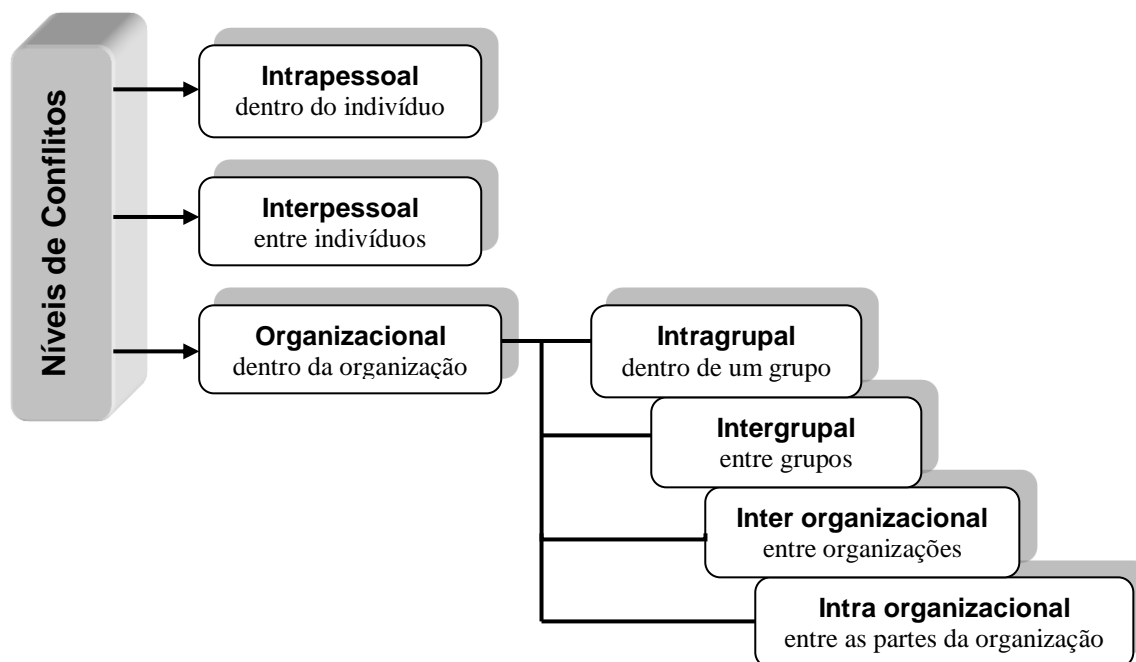 Níveis de Conflitos
Intrapessoal
dentro do indivíduo
Interpessoal
entre indivíduos
Organizacional
dentro da organização
Intragrupal
dentro de um grupo
Intergrupal
entre grupos
Inter organizacional
entre organizações
Intra organizacional
entre as partes da organização